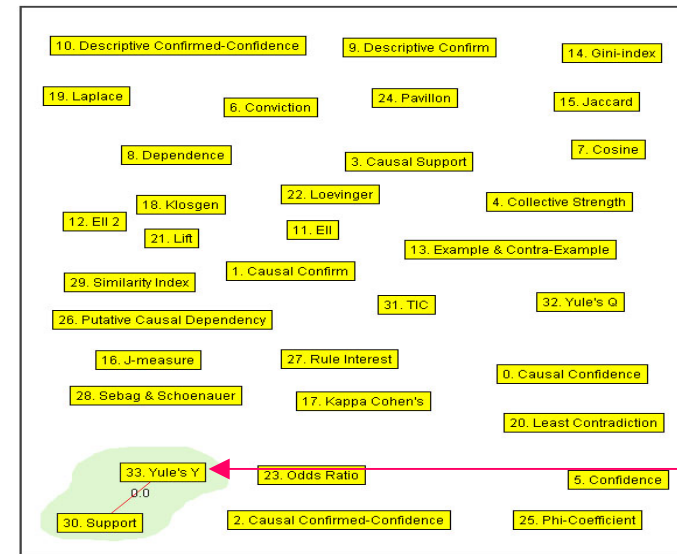 10. Descriptive Confirmed-Confidence
9. Descriptive Confirm
14. Gini-index
19. Laplace
6. Conviction
24. Pavillon
15. Jaccard
8. Dependence
3. Causal Support
7. Cosine
18. Klosgen
22. Loevinger
4. Collective Strength
12. Ell 2
21. Lift
11. Ell
13. Example & Contra-Example
29. Similarity Index
1. Causal Confirm
31. TIC
32. Yule's Q
26. Putative Causal Dependency
16. J-measure
27. Rule Interest
0. Causal Confidence
28. Sebag & Schoenauer
17. Kappa Cohen's
20. Least Contradiction
33. Yule's Y
23. Odds Ratio
5. Confidence
0.0
30. Support
2. Causal Confirmed-Confidence
25. Phi-Coefficient